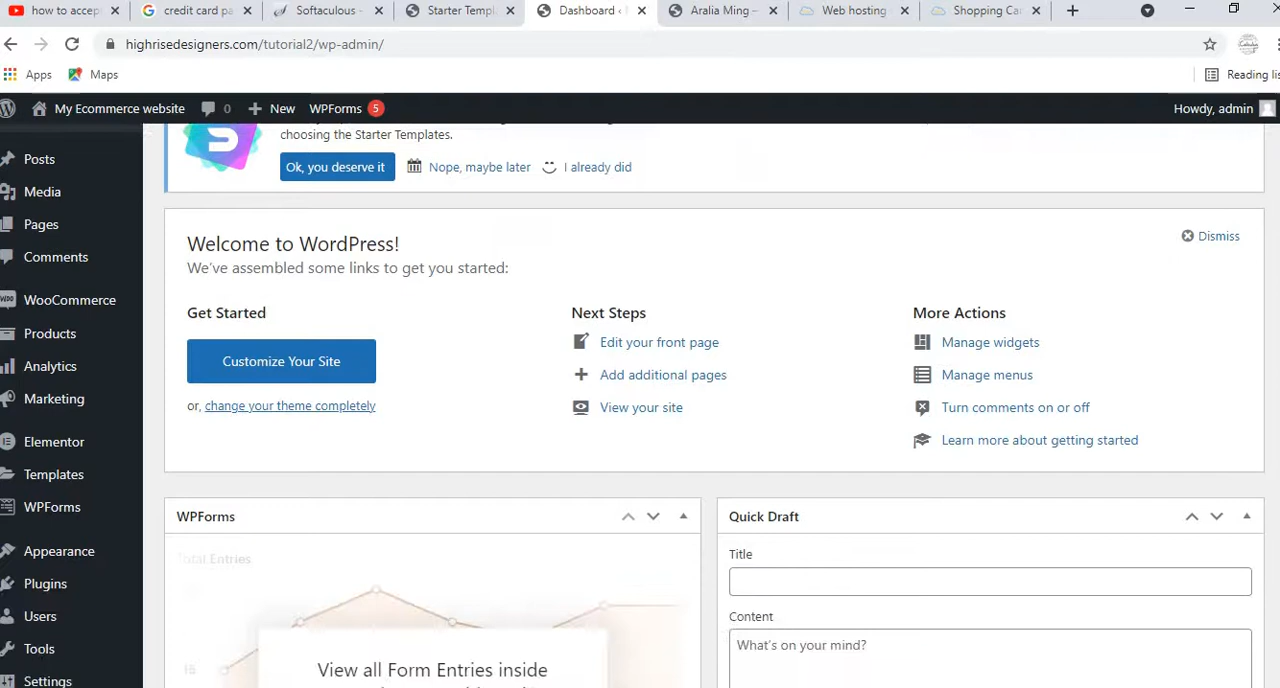 how to accep
credit card pa
Softaculous -
Starter Templ
Dashboard ‹
Aralia Ming –
Web hosting
Shopping Car
highrisedesigners.com/tutorial2/wp-admin/
Apps
Maps
Reading lis
My Ecommerce website
0
New
WPForms
5
Howdy, admin
choosing the Starter Templates.
Ok, you deserve it
Nope, maybe later
I already did
Posts
Media
Pages
Comments
WooCommerce
Products
Analytics
Marketing
Elementor
Templates
WPForms
Appearance
Plugins
Users
Tools
Settings
Welcome to WordPress!
Dismiss
We've assembled some links to get you started:
Get Started
Customize Your Site
or, change your theme completely
Next Steps
Edit your front page
Add additional pages
View your site
More Actions
Manage widgets
Manage menus
Turn comments on or off
Learn more about getting started
WPForms
Total Entries
15
View all Form Entries inside
Quick Draft
Title
Content
What's on your mind?